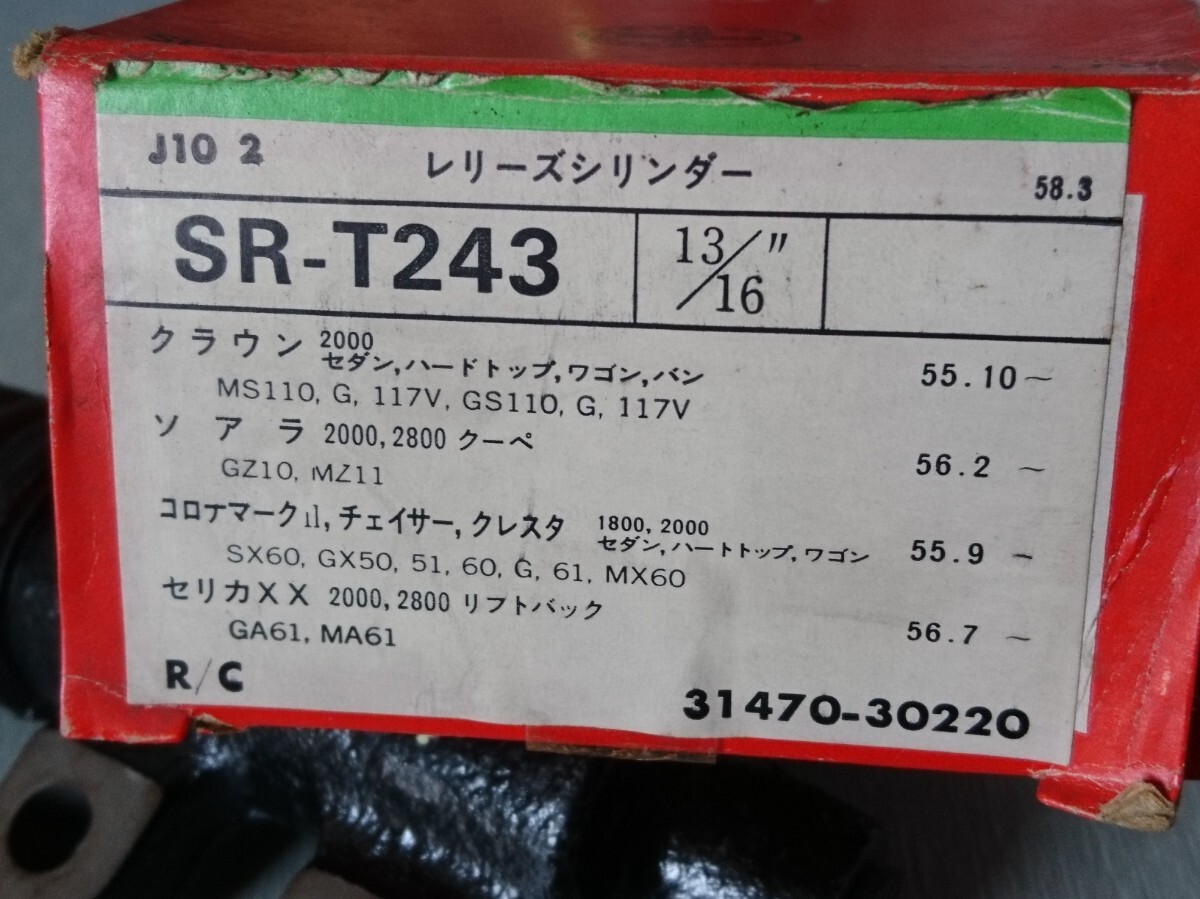 J10 2 レリーズシリンダー 58.3
SR-T243 13/16"
クラウン 2000 セダン,ハードトップ,ワゴン,バン 55.10~
MS110, G, 117V, GS110, G, 117V
ソアラ 2000,2800 クーペ 56.2 ~
GZ10, MZ11
コロナマークII,チェイサー,クレスタ 1800,2000 セダン,ハートトップ,ワゴン 55.9 ~
SX60, GX50, 51, 60, G, 61, MX60
セリカXX 2000,2800 リフトバック 56.7 ~
GA61, MA61
R/C 31470-30220